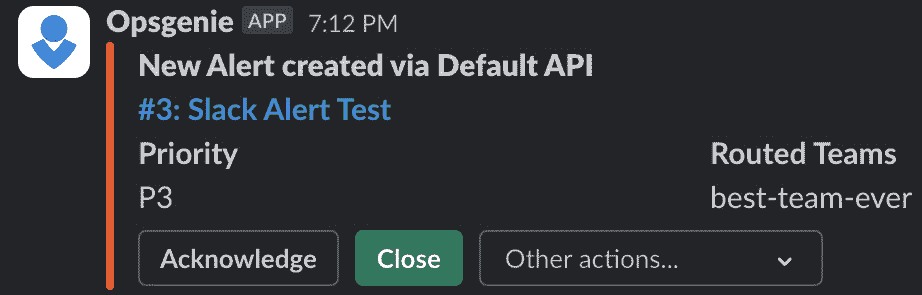 Opsgenie APP 7:12 PM
New Alert created via Default API
#3: Slack Alert Test
Priority Routed Teams
P3 best-team-ever
Acknowledge Close Other actions...